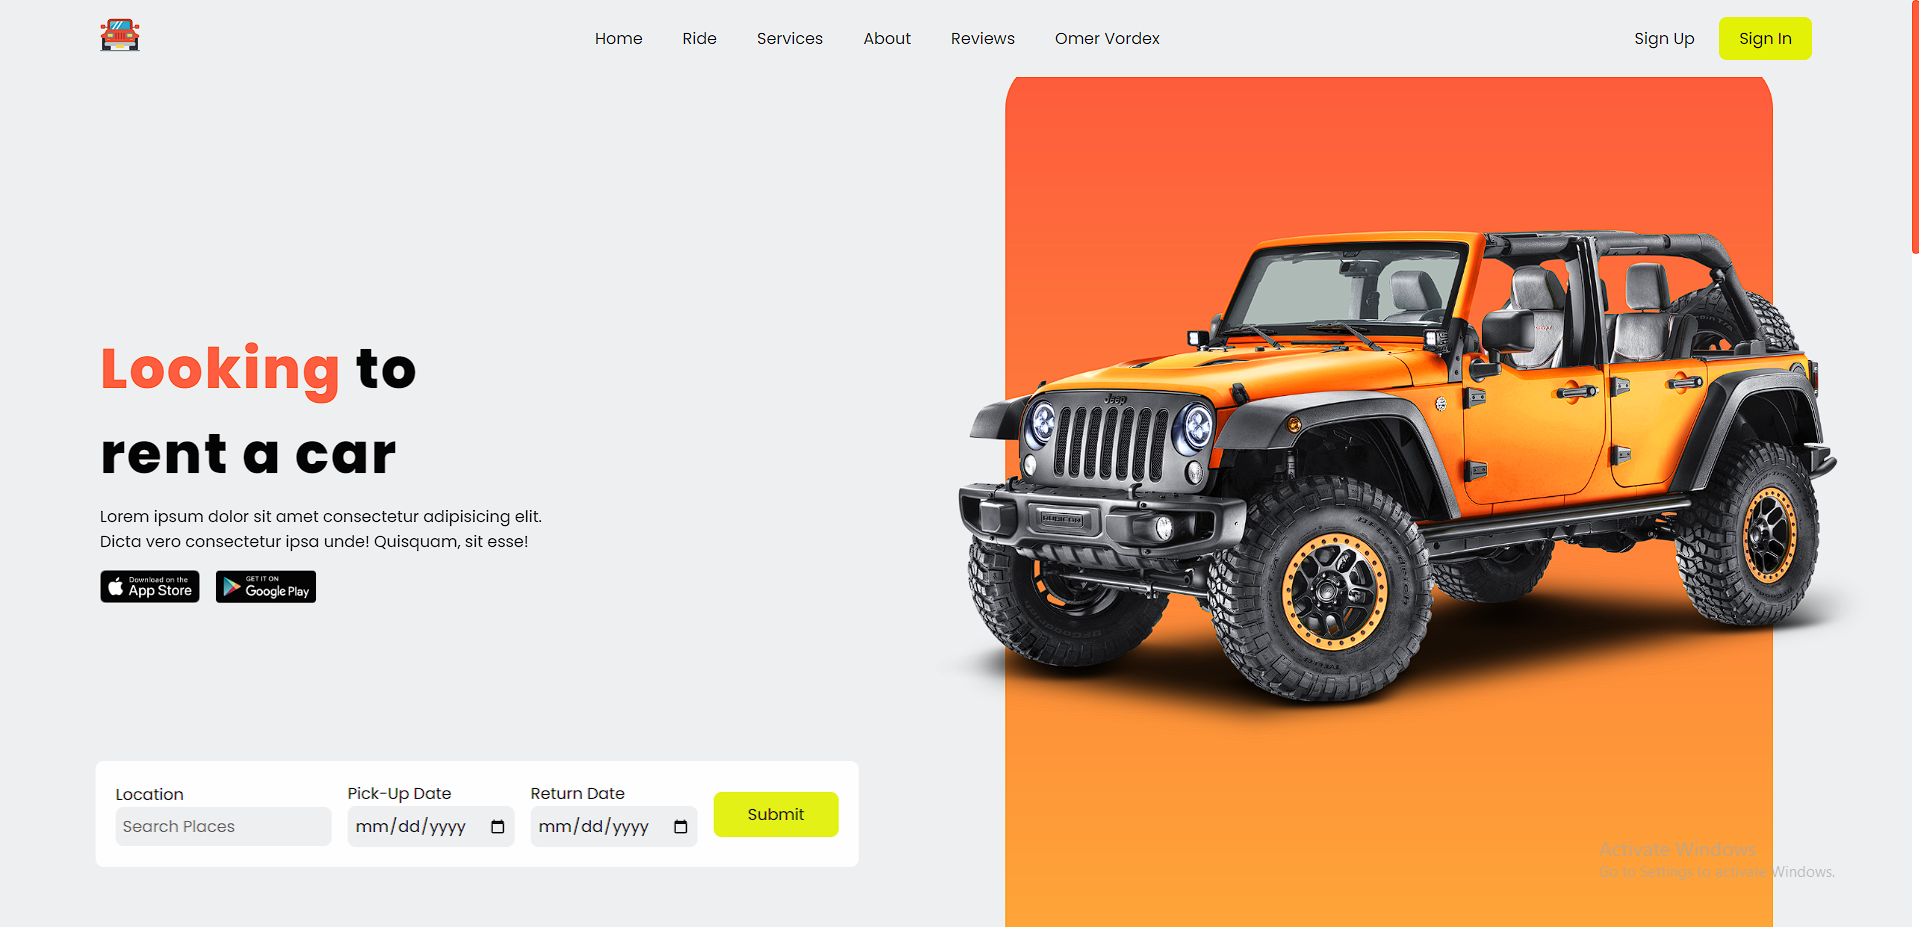 Home Ride Services About Reviews Omer Vordex Sign Up Sign In
Looking to
rent a car
Lorem ipsum dolor sit amet consectetur adipisicing elit.
Dicta vero consectetur ipsa unde! Quisquam, sit esse!
Download on the
App Store
GET IT ON
Google Play
Jeep
RUBICON
Location
Search Places
Pick-Up Date
mm/dd/yyyy
Return Date
mm/dd/yyyy
Submit
Activate Windows
Go to Settings to activate Windows.